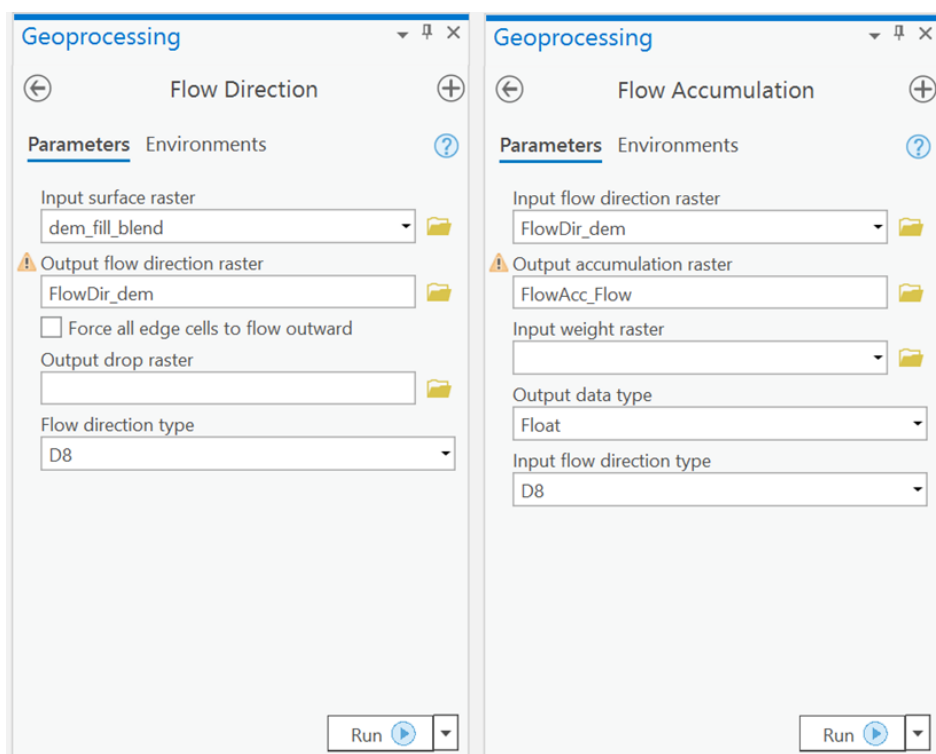 Geoprocessing
Flow Direction
Parameters Environments
Input surface raster
dem_fill_blend
Output flow direction raster
FlowDir_dem
Force all edge cells to flow outward
Output drop raster
Flow direction type
D8
Run
Geoprocessing
Flow Accumulation
Parameters Environments
Input flow direction raster
FlowDir_dem
Output accumulation raster
FlowAcc_Flow
Input weight raster
Output data type
Float
Input flow direction type
D8
Run